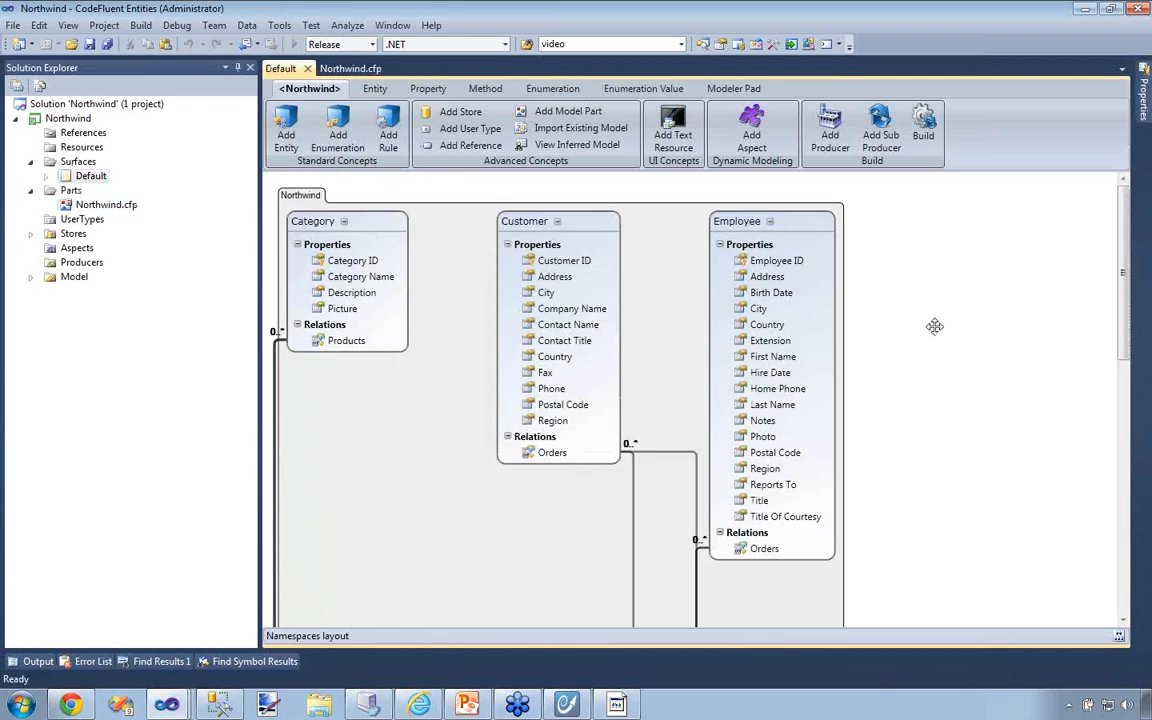 Northwind - CodeFluent Entities (Administrator)
File Edit View Project Build Debug Team Data Tools Test Analyze Window Help
Release .NET video
Solution Explorer
Solution 'Northwind' (1 project)
Northwind
References
Resources
Surfaces
Default
Parts
Northwind.cfp
UserTypes
Stores
Aspects
Producers
Model
Default Northwind.cfp
<Northwind> Entity Property Method Enumeration Enumeration Value Modeler Pad
Add Entity
Add Enumeration
Add Rule
Standard Concepts
Add Store
Add User Type
Add Reference
Add Model Part
Import Existing Model
View Inferred Model
Advanced Concepts
Add Text Resource
UI Concepts
Add Aspect
Dynamic Modeling
Add Producer
Add Sub Producer
Build
Build
Northwind
Category
Properties
Category ID
Category Name
Description
Picture
Relations
Products
0..*
Customer
Properties
Customer ID
Address
City
Company Name
Contact Name
Contact Title
Country
Fax
Phone
Postal Code
Region
Relations
Orders
0..*
Employee
Properties
Employee ID
Address
Birth Date
City
Country
Extension
First Name
Hire Date
Home Phone
Last Name
Notes
Photo
Postal Code
Region
Reports To
Title
Title Of Courtesy
Relations
Orders
0..*
Properties
Namespaces layout
Output Error List Find Results 1 Find Symbol Results
Ready